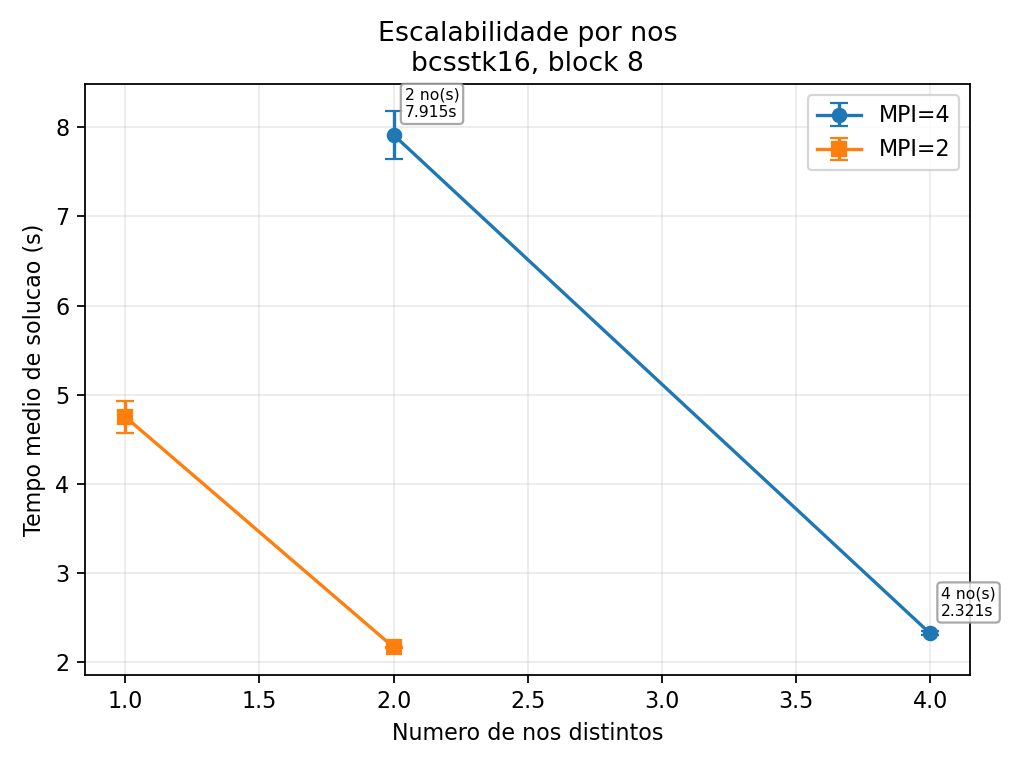 Escalabilidade por nos
bcsstk16, block 8
2 no(s)
7.915s
MPI=4
MPI=2
8
7
6
5
4
3
2
Tempo medio de solucao (s)
4 no(s)
2.321s
1.0 1.5 2.0 2.5 3.0 3.5 4.0
Numero de nos distintos